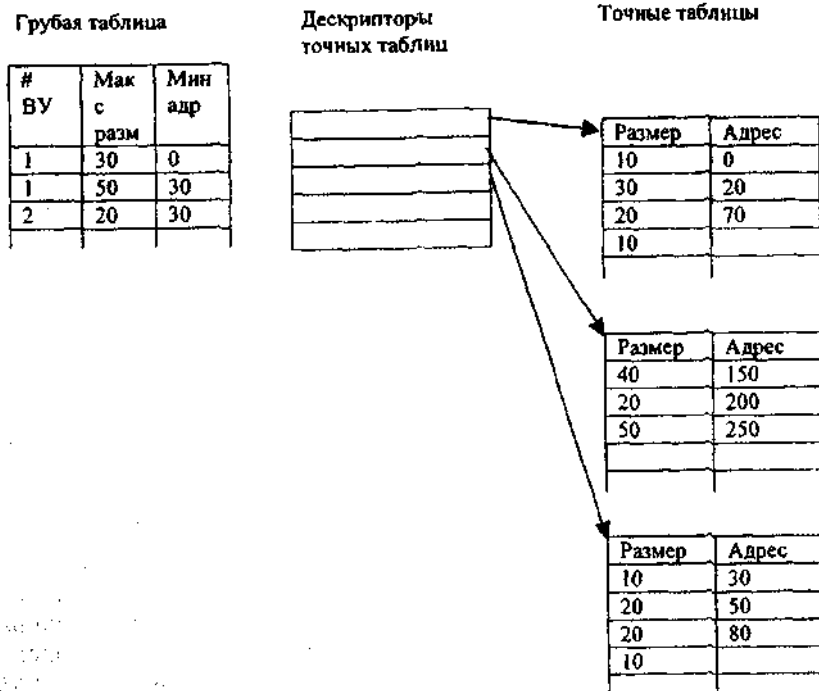 Грубая таблица
Дескрипторы
точных таблиц
Точные таблицы
# ВУ Мак с разм Мин адр
1 30 0
1 50 30
2 20 30
Размер Адрес
10 0
30 20
20 70
10
Размер Адрес
40 150
20 200
50 250
Размер Адрес
10 30
20 50
20 80
10